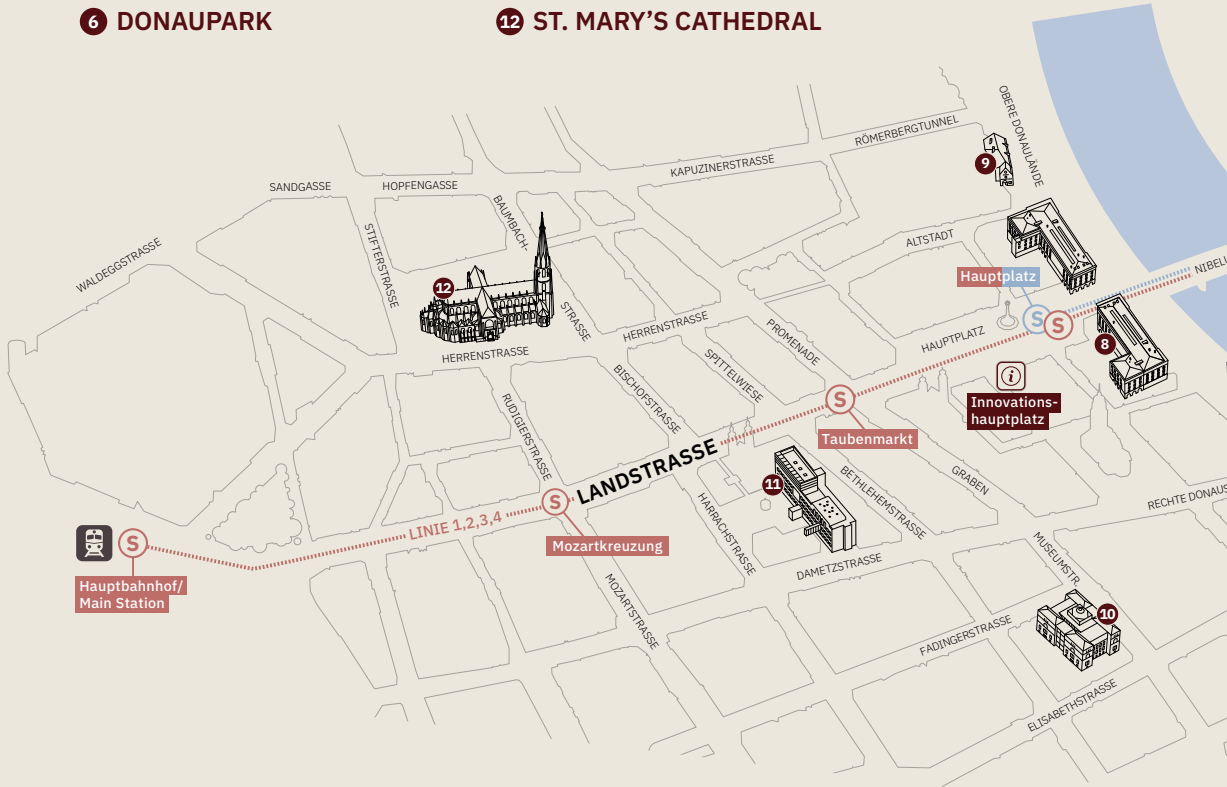 6 DONAUPARK
12 ST. MARY'S CATHEDRAL
OBERE DONAULÄNDE
RÖMERBERGTUNNEL
KAPUZINERSTRASSE
9
SANDGASSE
HOPFENGASSE
BAUMBACH-
STRASSE
STIFTERSTRASSE
WALDEGGSTRASSE
ALTSTADT
NIBELU
Hauptplatz
12
S
S
HERRENSTRASSE
HERRENSTRASSE
PROMENADE
HAUPTPLATZ
8
SPITTELWIESE
BISCHOFSTRASSE
i
Innovations-
hauptplatz
RUDIGIERSTRASSE
S
Taubenmarkt
LANDSTRASSE
11
BETHLEHEMSTRASSE
GRABEN
RECHTE DONAUS
S
LINIE 1,2,3,4
HARRACHSTRASSE
Mozartkreuzung
S
Hauptbahnhof/
Main Station
DAMETZSTRASSE
MUSEUMSTR.
MOZARTSTRASSE
10
FADINGERSTRASSE
ELISABETHSTRASSE